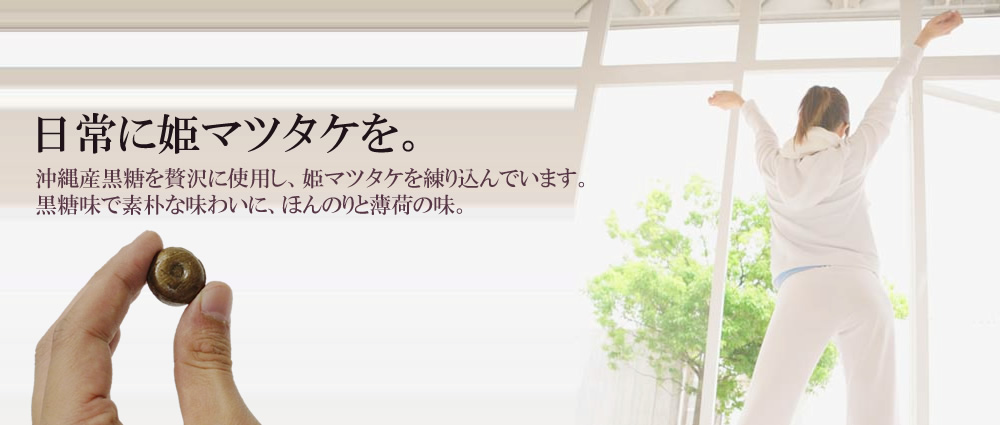 日常に姫マツタケを。
沖縄産黒糖を贅沢に使用し、姫マツタケを練り込んでいます。
黒糖味で素朴な味わいに、ほんのりと薄荷の味。